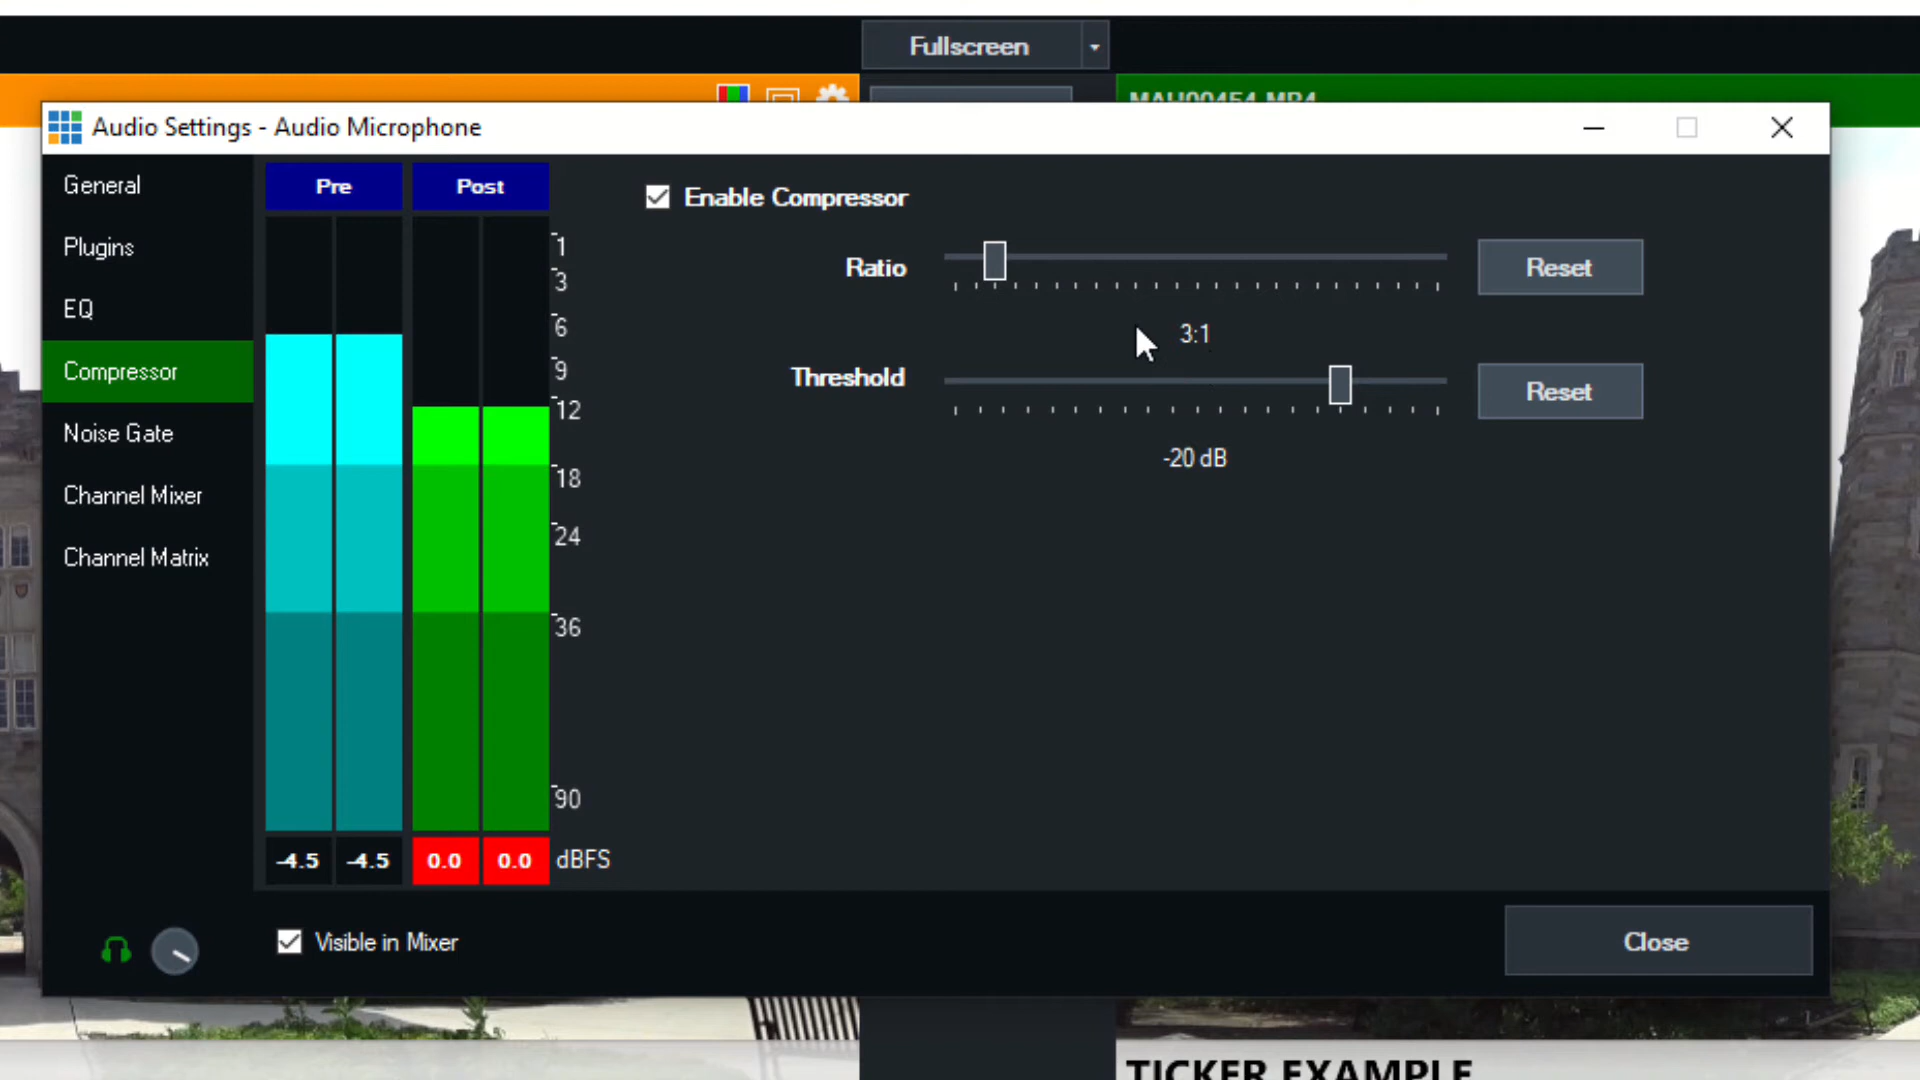 Fullscreen
MAH00454.MP4
Audio Settings - Audio Microphone
General
Plugins
EQ
Compressor
Noise Gate
Channel Mixer
Channel Matrix
Pre
Post
1
3
6
9
12
18
24
36
90
-4.5 -4.5 0.0 0.0 dBFS
Enable Compressor
Ratio
Reset
3:1
Threshold
Reset
-20 dB
Visible in Mixer
Close
TICKER EXAMPLE